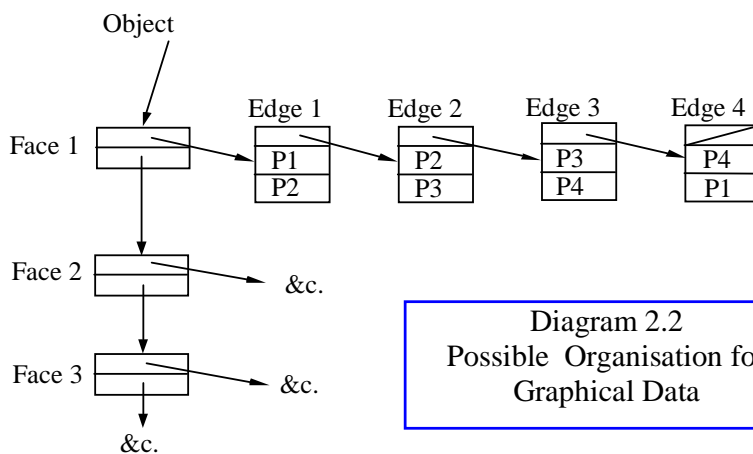 Object
Edge 1 Edge 2 Edge 3 Edge 4
Face 1
P1 P2 P3 P4
P2 P3 P4 P1
Face 2
&c.
Diagram 2.2
Possible Organisation fo
Graphical Data
Face 3
&c.
&c.